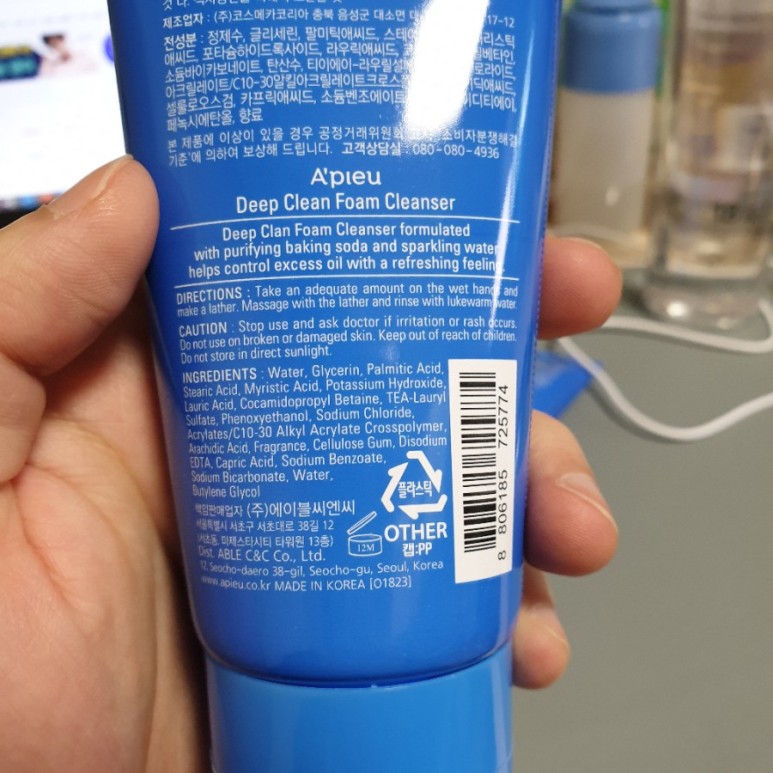 제조업자 : (주)코스메카코리아 충북 음성군 대소면 17-12
전성분 : 정제수, 글리세린, 팔미틱애씨드,
애씨드, 포타슘하이드록사이드, 라우릭애씨드,
소듐바이카보네이트, 탄산수, 티이에이-라우릴설
아크릴레이트/C10-30알킬아크릴레이트크로스
셀룰로오스검, 카프릭애씨드, 소듐벤조에이트
페녹시에탄올, 향료
본 제품에 이상이 있을 경우 공정거래위원회 고시 소비자분쟁해결
기준'에 의하여 보상해 드립니다. 고객상담실 : 080-080-4936
A'pieu
Deep Clean Foam Cleanser
Deep Clan Foam Cleanser formulated
with purifying baking soda and sparkling water
helps control excess oil with a refreshing feeling.
DIRECTIONS : Take an adequate amount on the wet hands and
make a lather. Massage with the lather and rinse with lukewarm water.
CAUTION : Stop use and ask doctor if irritation or rash occurs.
Do not use on broken or damaged skin. Keep out of reach of children.
Do not store in direct sunlight.
INGREDIENTS : Water, Glycerin, Palmitic Acid,
Stearic Acid, Myristic Acid, Potassium Hydroxide,
Lauric Acid, Cocamidopropyl Betaine, TEA-Lauryl
Sulfate, Phenoxyethanol, Sodium Chloride,
Acrylates/C10-30 Alkyl Acrylate Crosspolymer,
Arachidic Acid, Fragrance, Cellulose Gum, Disodium
EDTA, Capric Acid, Sodium Benzoate,
Sodium Bicarbonate, Water,
Butylene Glycol
책임판매업자 (주)에이블씨엔씨
서울특별시 서초구 서초대로 38길 12
(서초동, 마제스타시티 타워원 13층)
Dist. ABLE C&C Co., Ltd.
12, Seocho-daero 38-gil, Seocho-gu, Seoul, Korea
www.apieu.co.kr MADE IN KOREA [O1823]
플라스틱
OTHER
캡:PP
12M
8 806185 725774